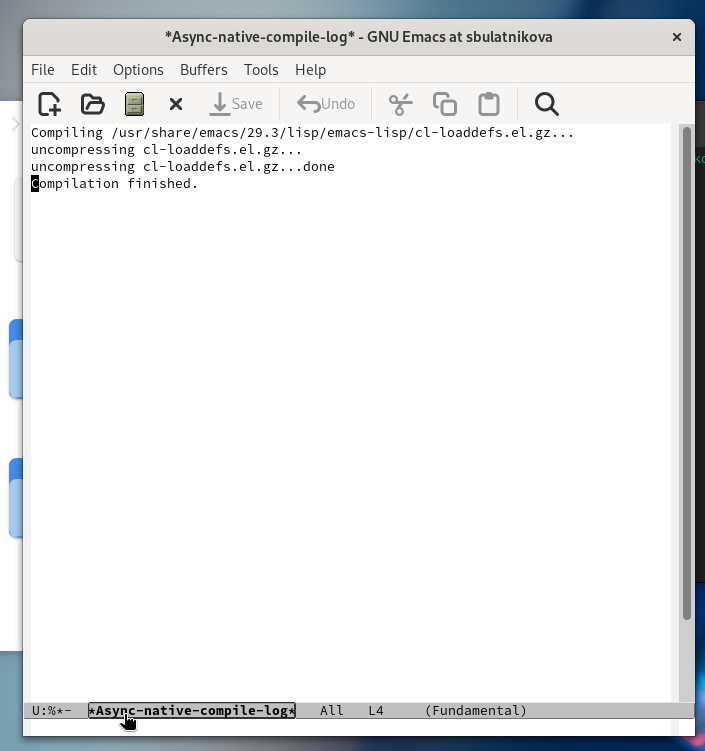 *Async-native-compile-log* - GNU Emacs at sbulatnikova
File Edit Options Buffers Tools Help
Save Undo
Compiling /usr/share/emacs/29.3/lisp/emacs-lisp/cl-loaddefs.el.gz...
uncompressing cl-loaddefs.el.gz...
uncompressing cl-loaddefs.el.gz...done
Compilation finished.
U:%*- *Async-native-compile-log* All L4 (Fundamental)